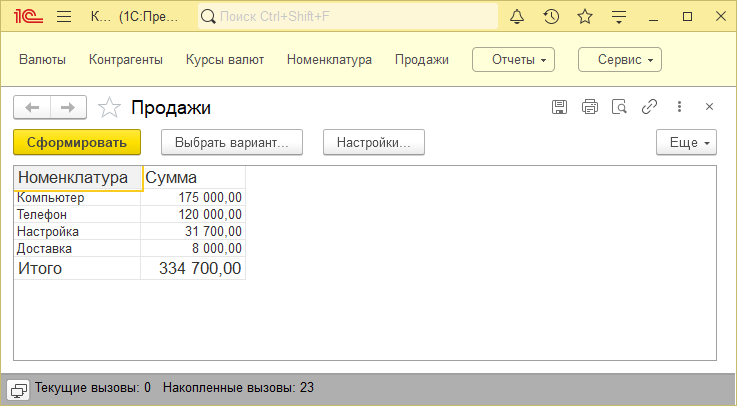 1С К... (1С:Пре... Поиск Ctrl+Shift+F
Валюты Контрагенты Курсы валют Номенклатура Продажи Отчеты Сервис
Продажи
Сформировать Выбрать вариант... Настройки... Еще
Номенклатура Сумма
Компьютер 175 000,00
Телефон 120 000,00
Настройка 31 700,00
Доставка 8 000,00
Итого 334 700,00
Текущие вызовы: 0 Накопленные вызовы: 23